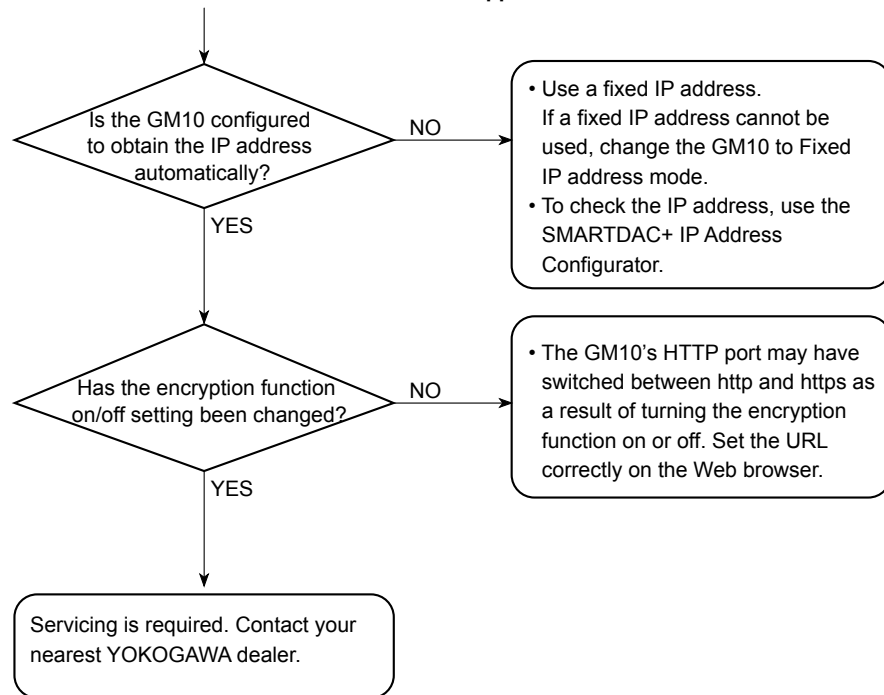 Is the GM10 configured
to obtain the IP address
automatically?
NO
• Use a fixed IP address.
If a fixed IP address cannot be
used, change the GM10 to Fixed
IP address mode.
• To check the IP address, use the
SMARTDAC+ IP Address
Configurator.
YES
Has the encryption function
on/off setting been changed?
NO
• The GM10's HTTP port may have
switched between http and https as
a result of turning the encryption
function on or off. Set the URL
correctly on the Web browser.
YES
Servicing is required. Contact your
nearest YOKOGAWA dealer.